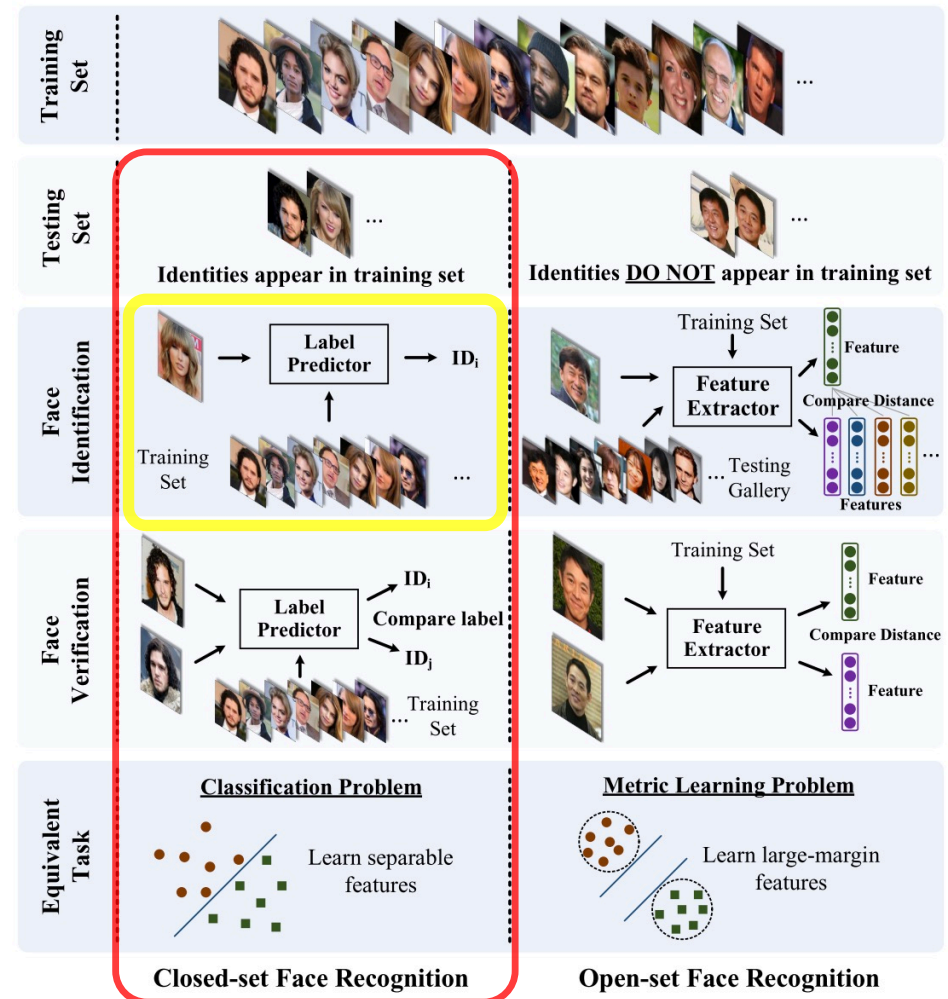 Training
Set
...
Testing
Set
...
Identities appear in training set
...
Identities DO NOT appear in training set
Face
Identification
Label
Predictor
IDi
Training
Set
...
Training Set
Feature
Extractor
Feature
Compare Distance
...
Testing
Gallery
...
Features
Face
Verification
Label
Predictor
IDi
Compare label
IDj
... Training
Set
Training Set
Feature
Extractor
Feature
Compare Distance
Feature
Equivalent
Task
Classification Problem
Learn separable
features
Metric Learning Problem
Learn large-margin
features
Closed-set Face Recognition
Open-set Face Recognition